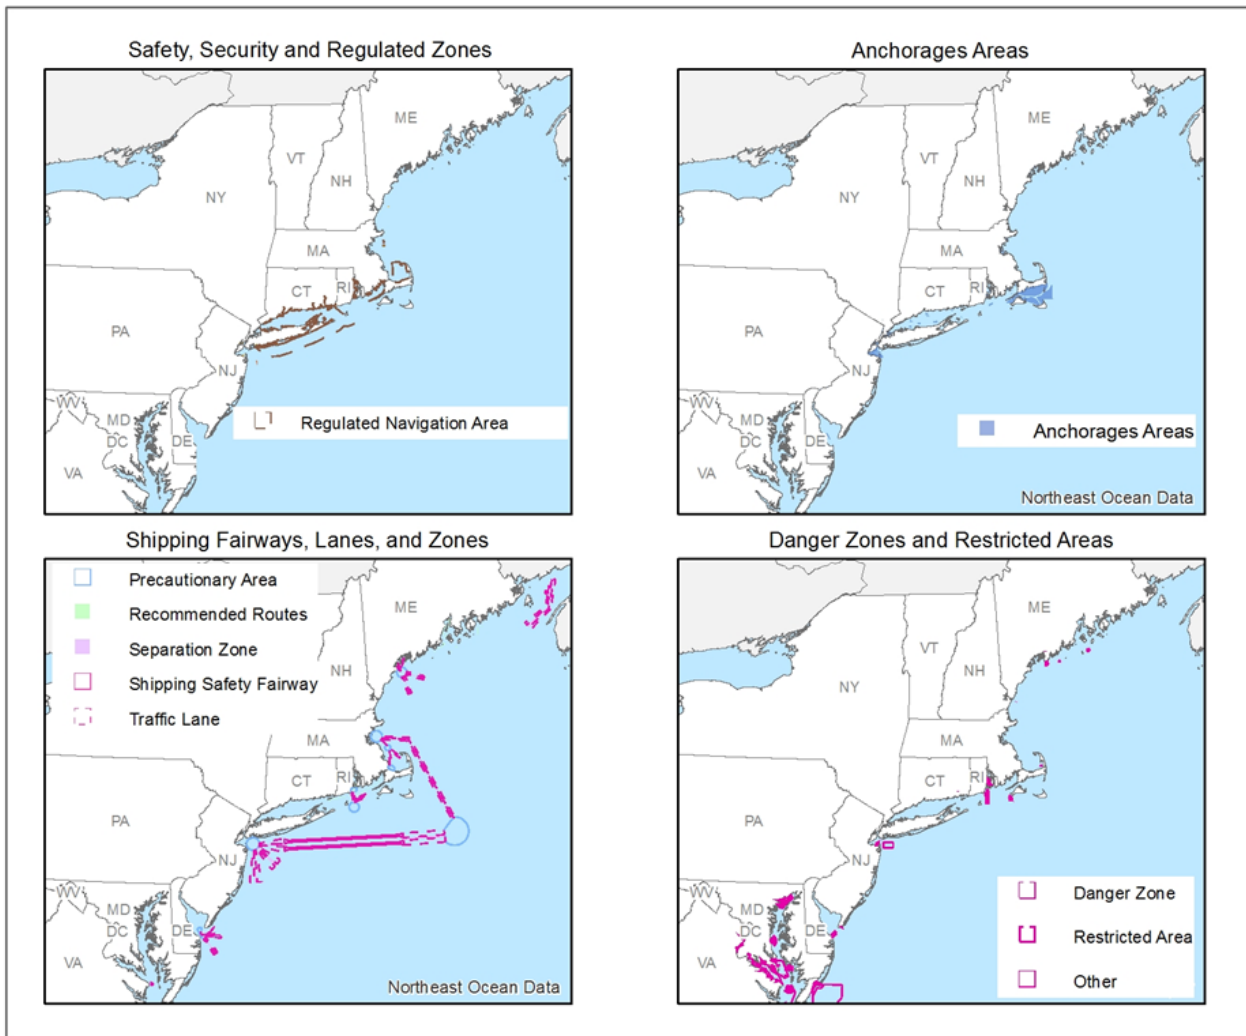 Safety, Security and Regulated Zones
ME
VT
NH
NY
MA
CT
RI
PA
NJ
WV
MD
DC
DE
VA
Regulated Navigation Area
Anchorages Areas
ME
VT
NH
NY
MA
CT
RI
PA
NJ
WV
MD
DC
DE
VA
Anchorages Areas
Northeast Ocean Data
Shipping Fairways, Lanes, and Zones
Precautionary Area
Recommended Routes
Separation Zone
Shipping Safety Fairway
Traffic Lane
ME
NH
MA
CT
RI
PA
NJ
WV
MD
DC
DE
VA
Northeast Ocean Data
Danger Zones and Restricted Areas
ME
VT
NH
NY
MA
CT
RI
PA
NJ
WV
MD
DC
DE
VA
Danger Zone
Restricted Area
Other